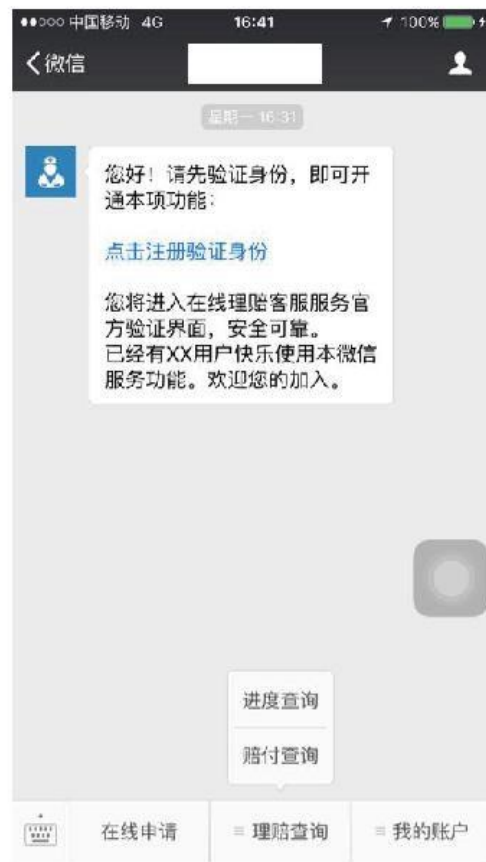 中国移动 4G 16:41 100%
微信
星期一 16:31
您好！请先验证身份，即可开
通本项功能：
点击注册验证身份
您将进入在线理赔客服服务官
方验证界面，安全可靠。
已经有XX用户快乐使用本微信
服务功能。欢迎您的加入。
进度查询
赔付查询
在线申请 理赔查询 我的账户